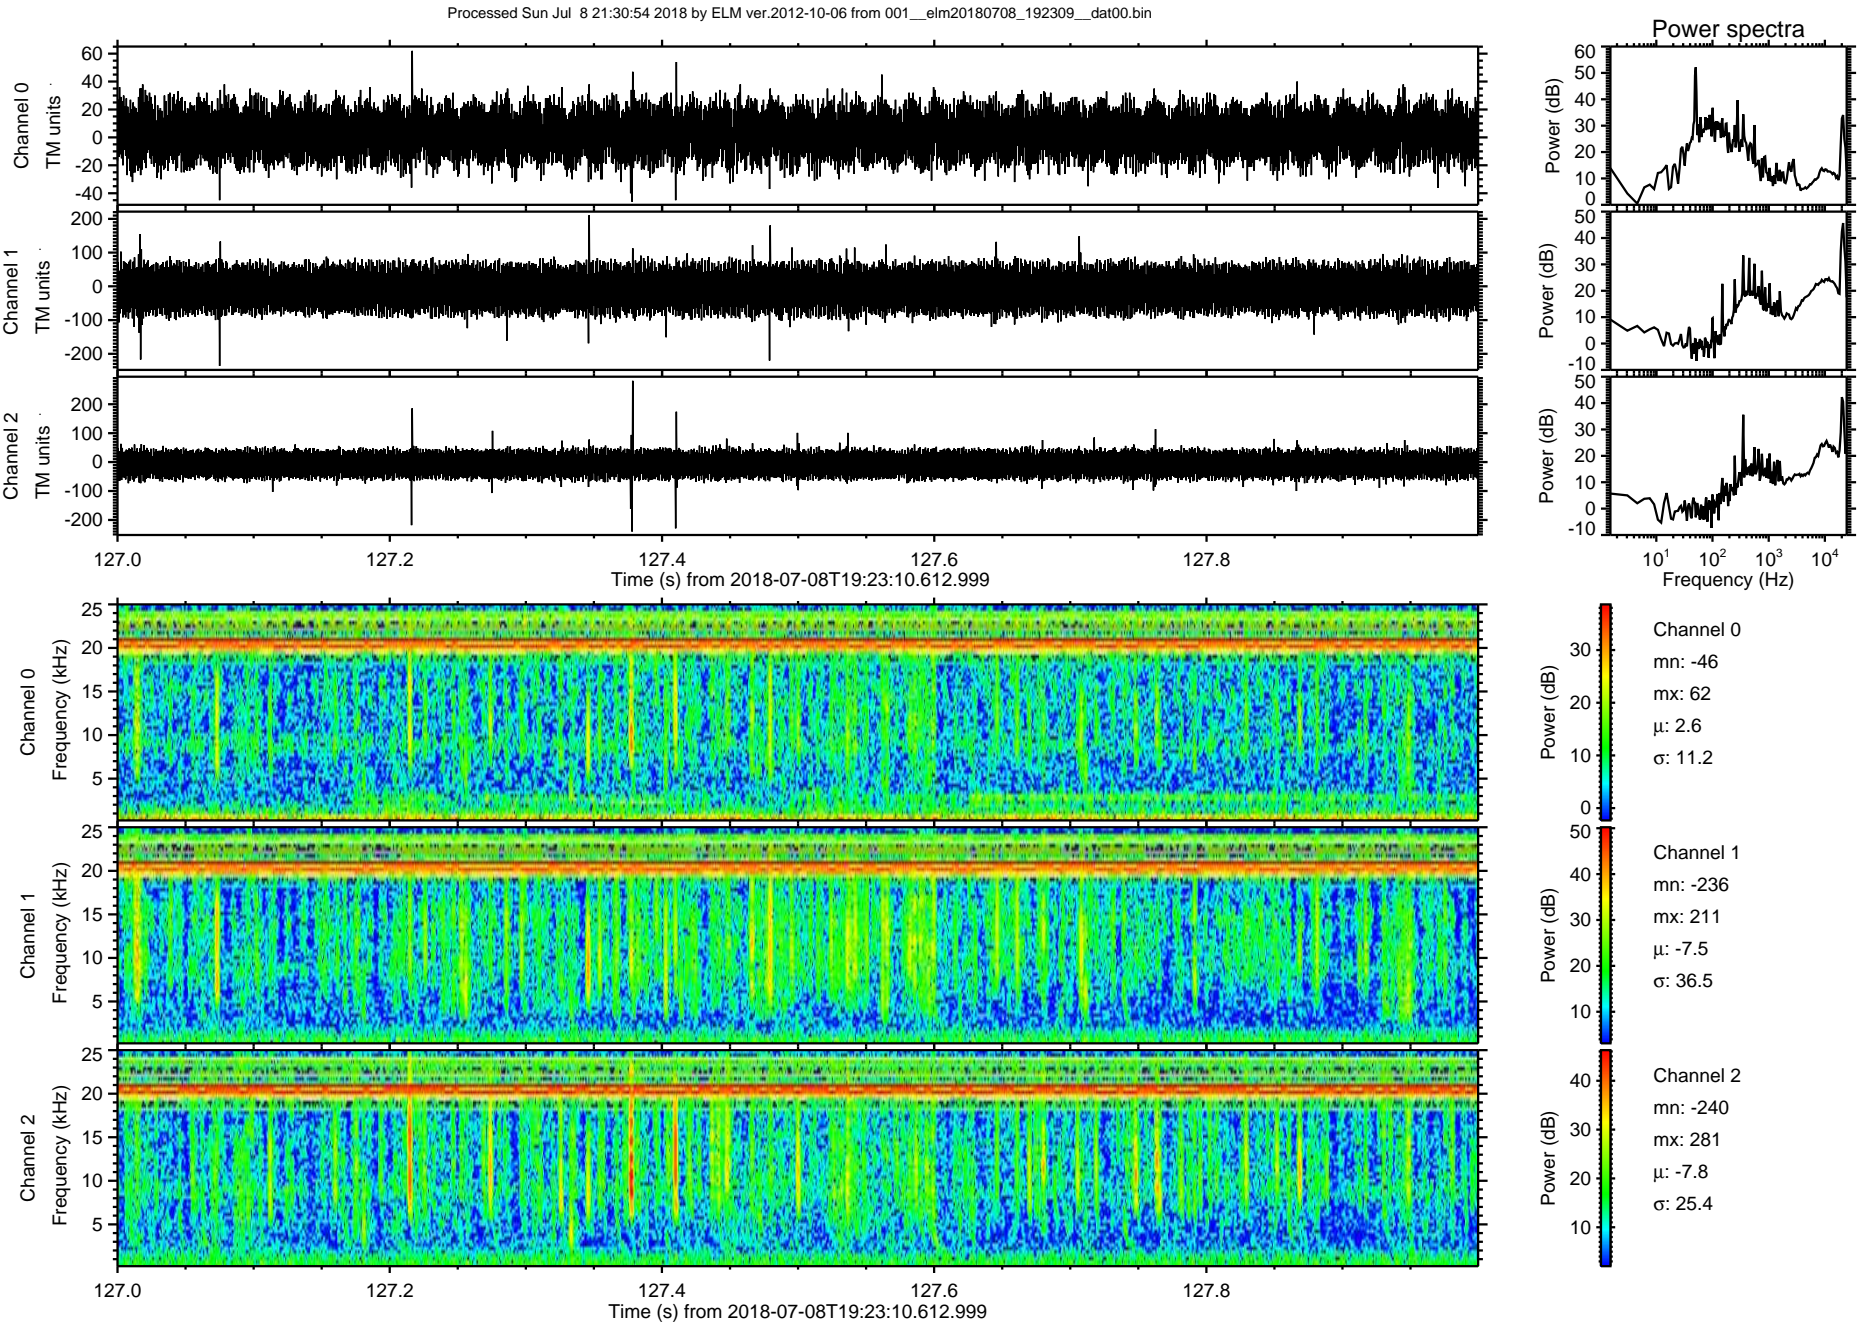 Processed Sun Jul  8 21:30:54 2018 by ELM ver.2012-10-06 from 001__elm20180708_192309__dat00.bin
Power spectra
Channel 0
TM units
60
40
20
0
-20
-40
Power (dB)
60
50
40
30
20
10
0
Channel 1
TM units
200
100
0
-100
-200
Power (dB)
50
40
30
20
10
0
-10
Channel 2
TM units
200
100
0
-100
-200
Power (dB)
50
40
30
20
10
0
-10
127.0 127.2 127.4 127.6 127.8
Time (s) from 2018-07-08T19:23:10.612.999
10¹ 10² 10³ 10⁴
Frequency (Hz)
Channel 0
Frequency (kHz)
25
20
15
10
5
Power (dB)
30
20
10
0
Channel 0
mn: -46
mx: 62
µ: 2.6
σ: 11.2
Channel 1
Frequency (kHz)
25
20
15
10
5
Power (dB)
50
40
30
20
10
Channel 1
mn: -236
mx: 211
µ: -7.5
σ: 36.5
Channel 2
Frequency (kHz)
25
20
15
10
5
Power (dB)
40
30
20
10
Channel 2
mn: -240
mx: 281
µ: -7.8
σ: 25.4
127.0 127.2 127.4 127.6 127.8
Time (s) from 2018-07-08T19:23:10.612.999